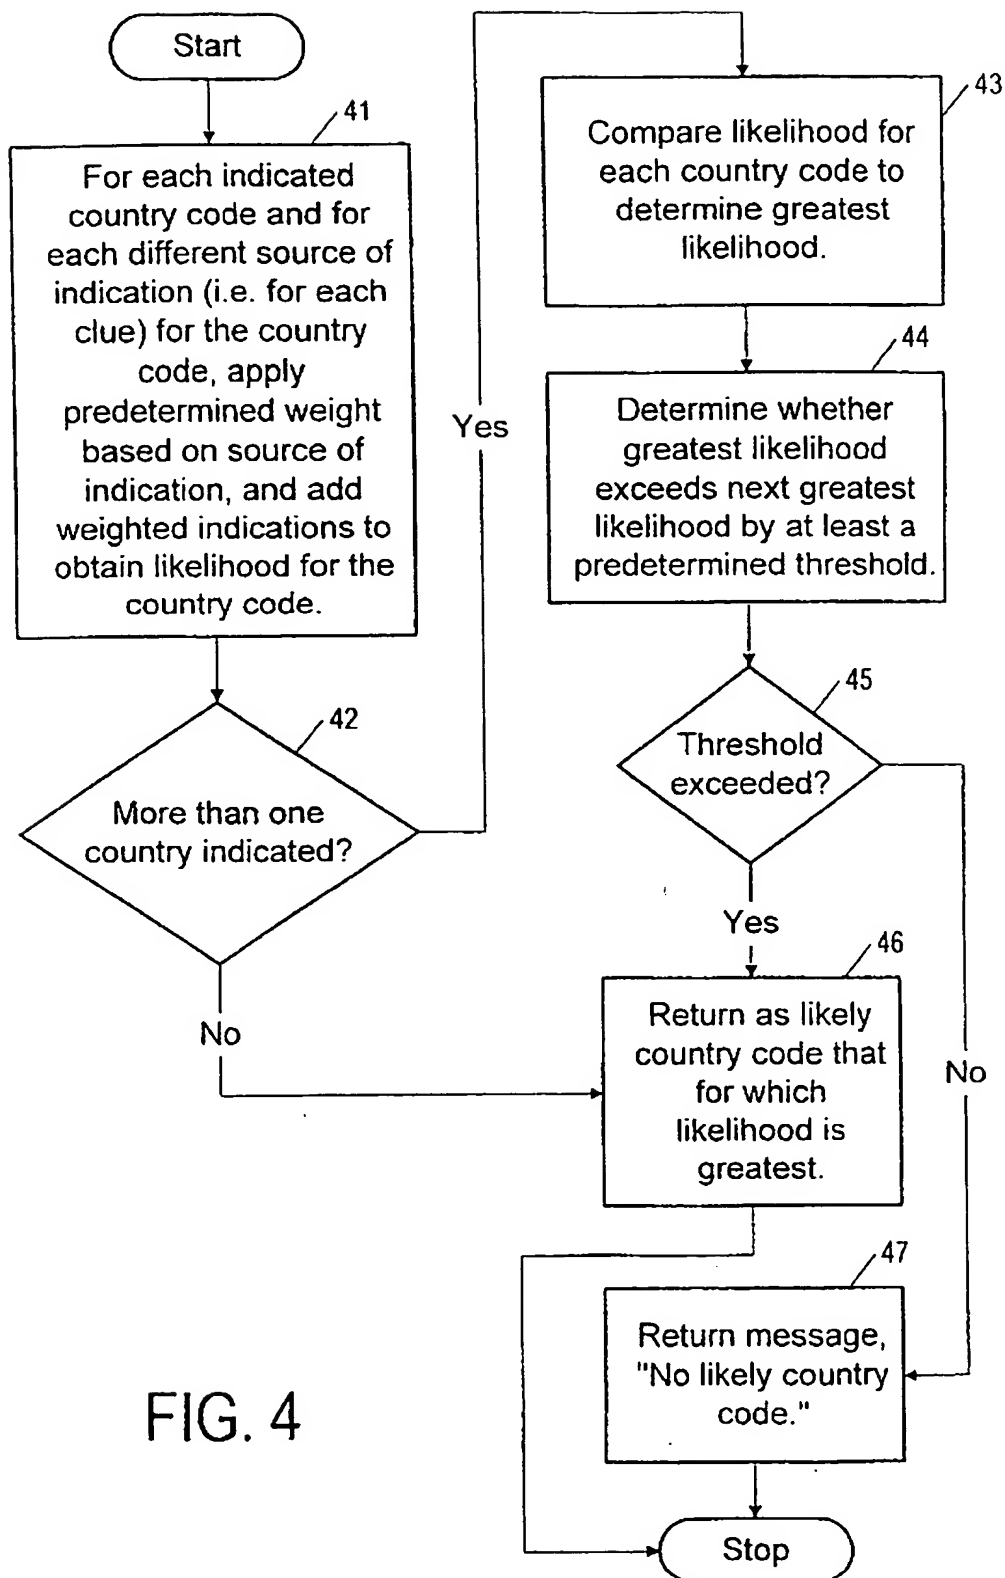 Start
41
For each indicated
country code and for
each different source of
indication (i.e. for each
clue) for the country
code, apply
predetermined weight
based on source of
indication, and add
weighted indications to
obtain likelihood for the
country code.
42
More than one
country indicated?
Yes
No
43
Compare likelihood for
each country code to
determine greatest
likelihood.
44
Determine whether
greatest likelihood
exceeds next greatest
likelihood by at least a
predetermined threshold.
45
Threshold
exceeded?
Yes
No
46
Return as likely
country code that
for which
likelihood is
greatest.
47
Return message,
"No likely country
code."
Stop
FIG. 4